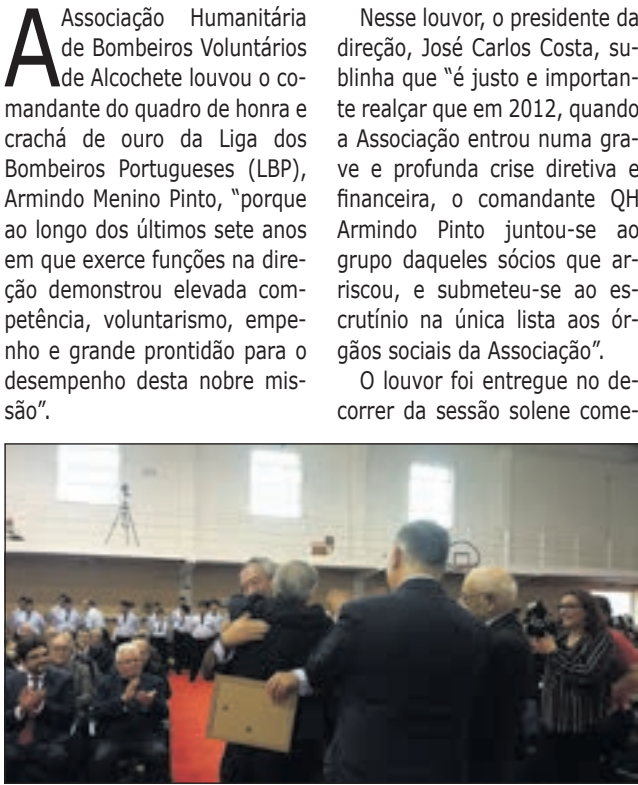 A Associação Humanitária
de Bombeiros Voluntários
de Alcochete louvou o co-
mandante do quadro de honra e
crachá de ouro da Liga dos
Bombeiros Portugueses (LBP),
Armindo Menino Pinto, “porque
ao longo dos últimos sete anos
em que exerce funções na dire-
ção demonstrou elevada com-
petência, voluntarismo, empe-
nho e grande prontidão para o
desempenho desta nobre mis-
são”.
Nesse louvor, o presidente da
direção, José Carlos Costa, su-
blinha que “é justo e importan-
te realçar que em 2012, quando
a Associação entrou numa gra-
ve e profunda crise diretiva e
financeira, o comandante QH
Armindo Pinto juntou-se ao
grupo daqueles sócios que ar-
riscou, e submeteu-se ao es-
crutínio na única lista aos ór-
gãos sociais da Associação”.
O louvor foi entregue no de-
correr da sessão solene come-